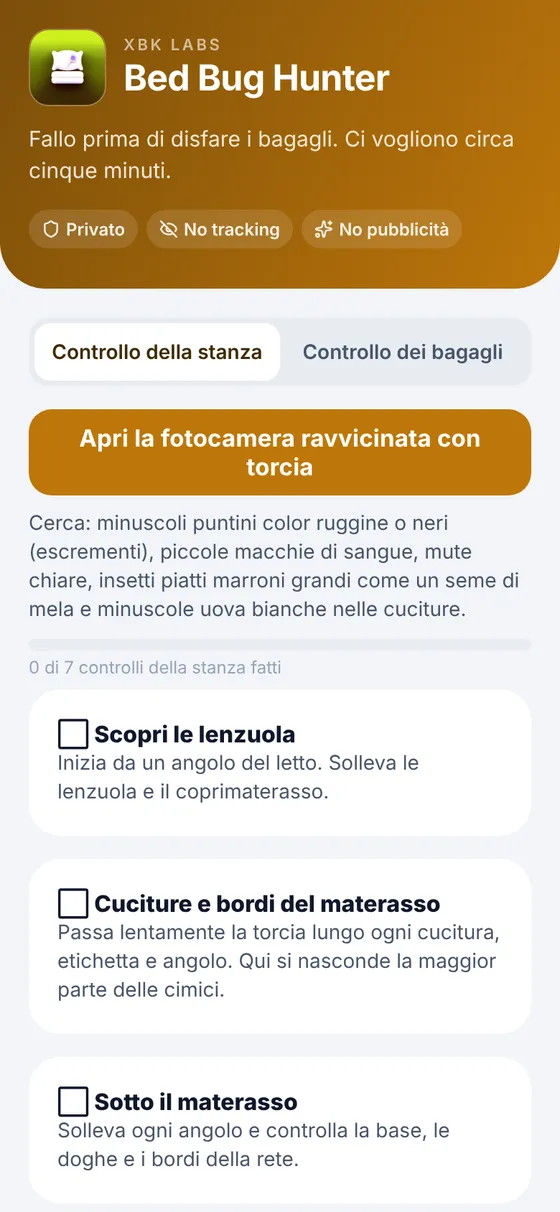 XBK LABS
Bed Bug Hunter
Fallo prima di disfare i bagagli. Ci vogliono circa
cinque minuti.
Privato
No tracking
No pubblicità
Controllo della stanza
Controllo dei bagagli
Apri la fotocamera ravvicinata con
torcia
Cerca: minuscoli puntini color ruggine o neri
(escrementi), piccole macchie di sangue, mute
chiare, insetti piatti marroni grandi come un seme di
mela e minuscole uova bianche nelle cuciture.
0 di 7 controlli della stanza fatti
Scopri le lenzuola
Inizia da un angolo del letto. Solleva le
lenzuola e il coprimaterasso.
Cuciture e bordi del materasso
Passa lentamente la torcia lungo ogni cucitura,
etichetta e angolo. Qui si nasconde la maggior
parte delle cimici.
Sotto il materasso
Solleva ogni angolo e controlla la base, le
doghe e i bordi della rete.